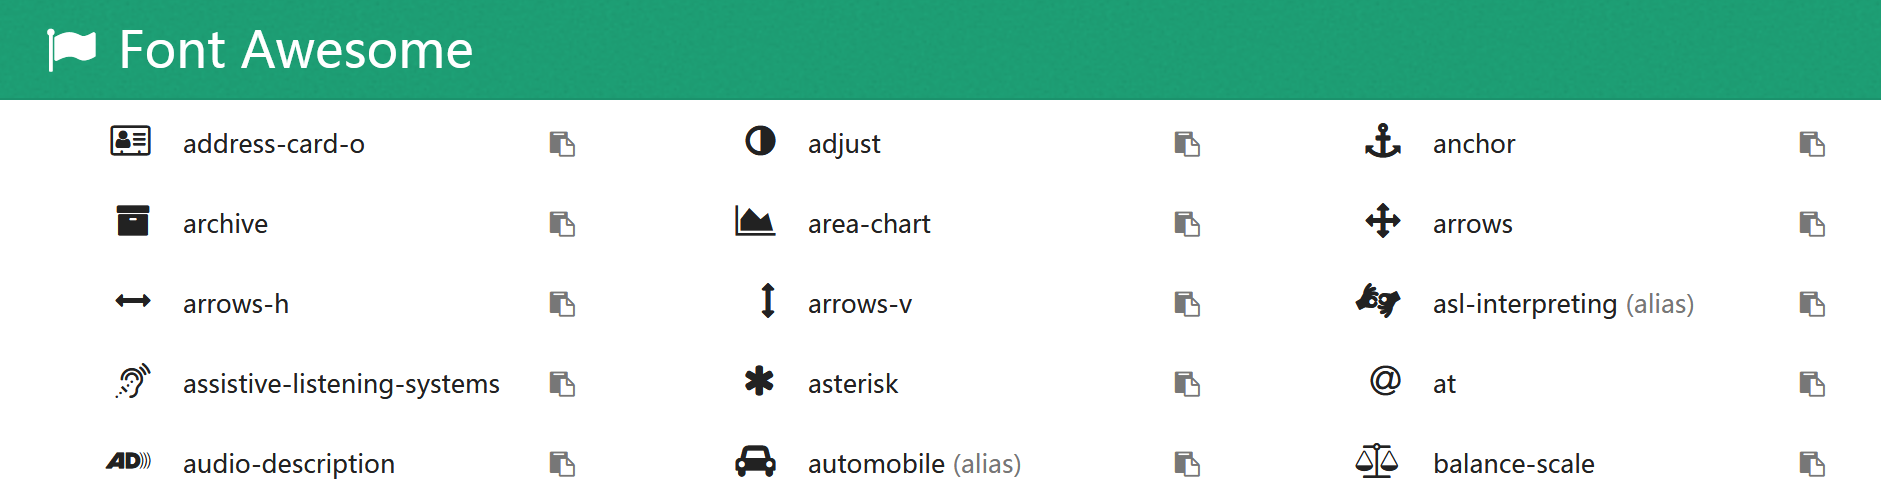 Font Awesome
address-card-o adjust anchor
archive area-chart arrows
arrows-h arrows-v asl-interpreting (alias)
assistive-listening-systems asterisk at
audio-description automobile (alias) balance-scale